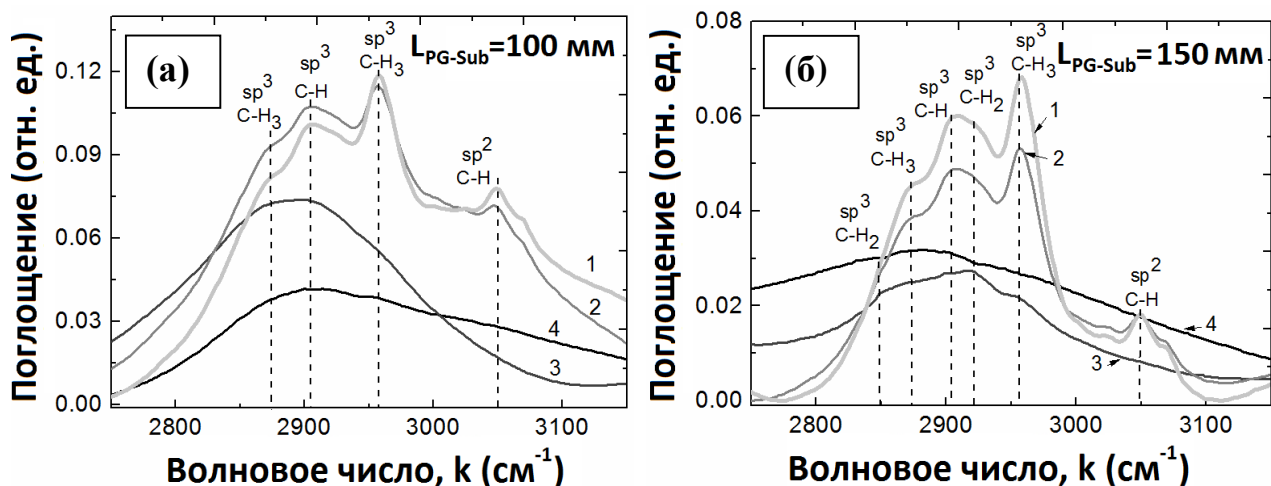 (а)
L_PG-Sub=100 мм
sp³
C-H₃
sp³
C-H
sp³
C-H₃
sp²
C-H
1
2
4
3
0.12
0.09
0.06
0.03
0.00
2800 2900 3000 3100
Поглощение (отн. ед.)
Волновое число, k (см⁻¹)
(б)
L_PG-Sub=150 мм
sp³
C-H₂
sp³
C-H₃
sp³
C-H
sp³
C-H₂
sp³
C-H₃
sp²
C-H
1
2
3
4
0.08
0.06
0.04
0.02
0.00
2800 2900 3000 3100
Поглощение (отн. ед.)
Волновое число, k (см⁻¹)